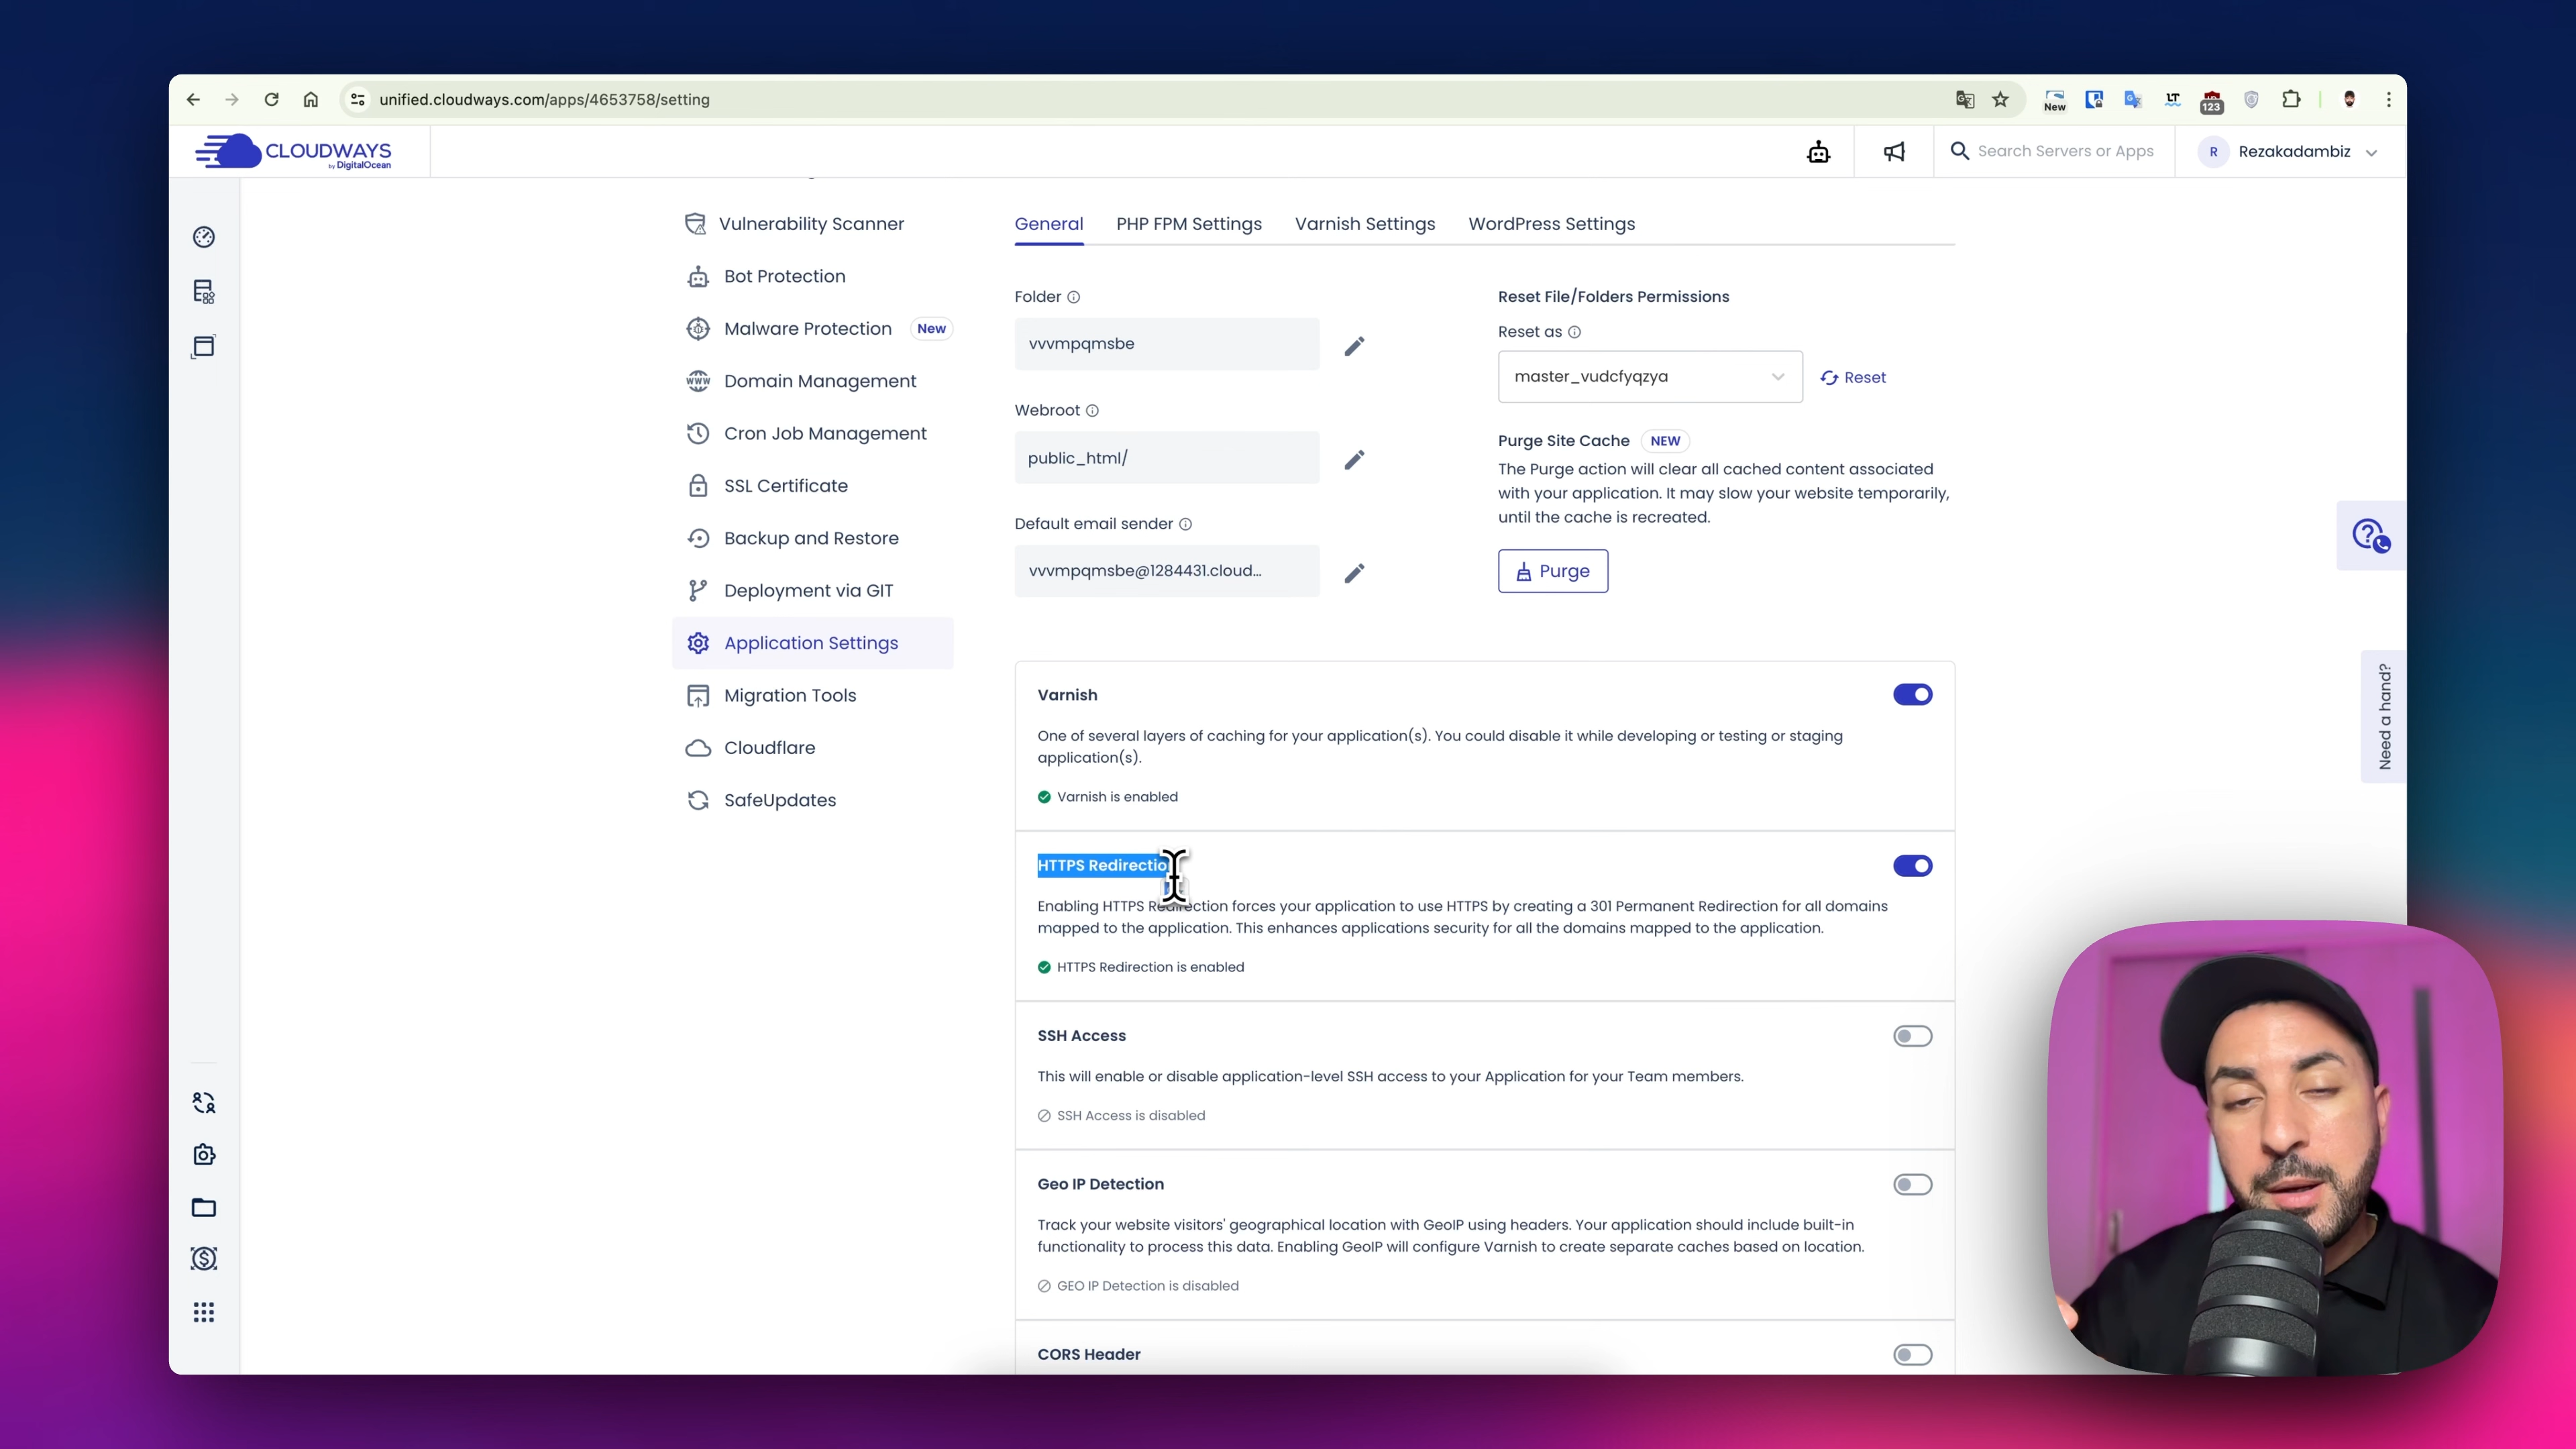 unified.cloudways.com/apps/4653758/setting
New
123
CLOUDWAYS
by DigitalOcean
Search Servers or Apps
R
Rezakadambiz
Vulnerability Scanner
Bot Protection
Malware Protection New
Domain Management
Cron Job Management
SSL Certificate
Backup and Restore
Deployment via GIT
Application Settings
Migration Tools
Cloudflare
SafeUpdates
General PHP FPM Settings Varnish Settings WordPress Settings
Folder
vvvmpqmsbe
Webroot
public_html/
Default email sender
vvvmpqmsbe@1284431.cloud...
Reset File/Folders Permissions
Reset as
master_vudcfyqzya
Reset
Purge Site Cache NEW
The Purge action will clear all cached content associated
with your application. It may slow your website temporarily,
until the cache is recreated.
Purge
Varnish
One of several layers of caching for your application(s). You could disable it while developing or testing or staging
application(s).
Varnish is enabled
HTTPS Redirectio
Enabling HTTPS Redirection forces your application to use HTTPS by creating a 301 Permanent Redirection for all domains
mapped to the application. This enhances applications security for all the domains mapped to the application.
HTTPS Redirection is enabled
SSH Access
This will enable or disable application-level SSH access to your Application for your Team members.
SSH Access is disabled
Geo IP Detection
Track your website visitors' geographical location with GeoIP using headers. Your application should include built-in
functionality to process this data. Enabling GeoIP will configure Varnish to create separate caches based on location.
GEO IP Detection is disabled
CORS Header
Need a hand?